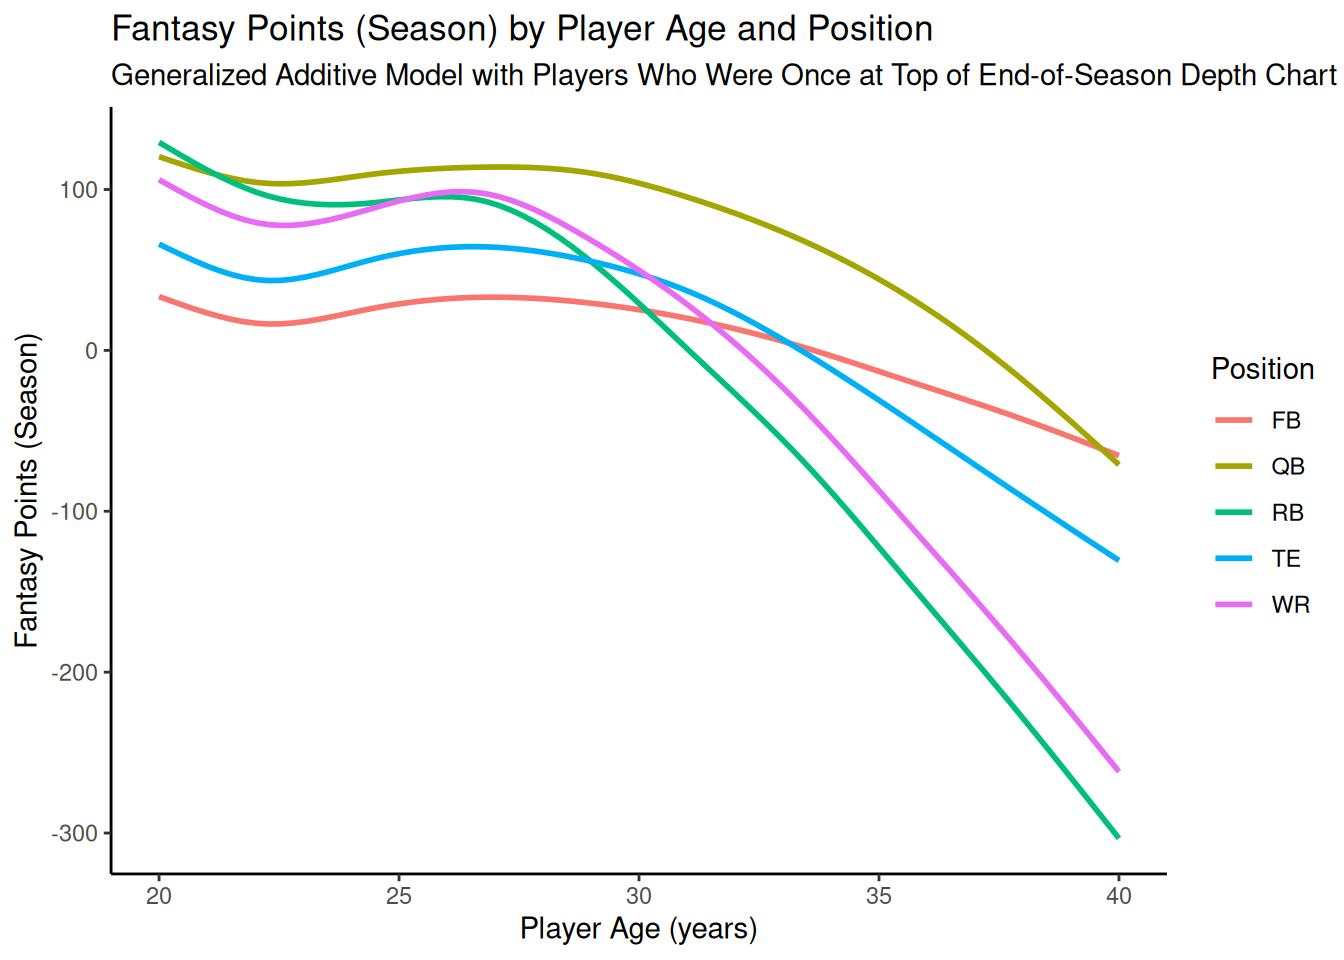 Fantasy Points (Season) by Player Age and Position
Generalized Additive Model with Players Who Were Once at Top of End-of-Season Depth Chart
Fantasy Points (Season)
100
0
-100
-200
-300
20 25 30 35 40
Player Age (years)
Position
FB
QB
RB
TE
WR